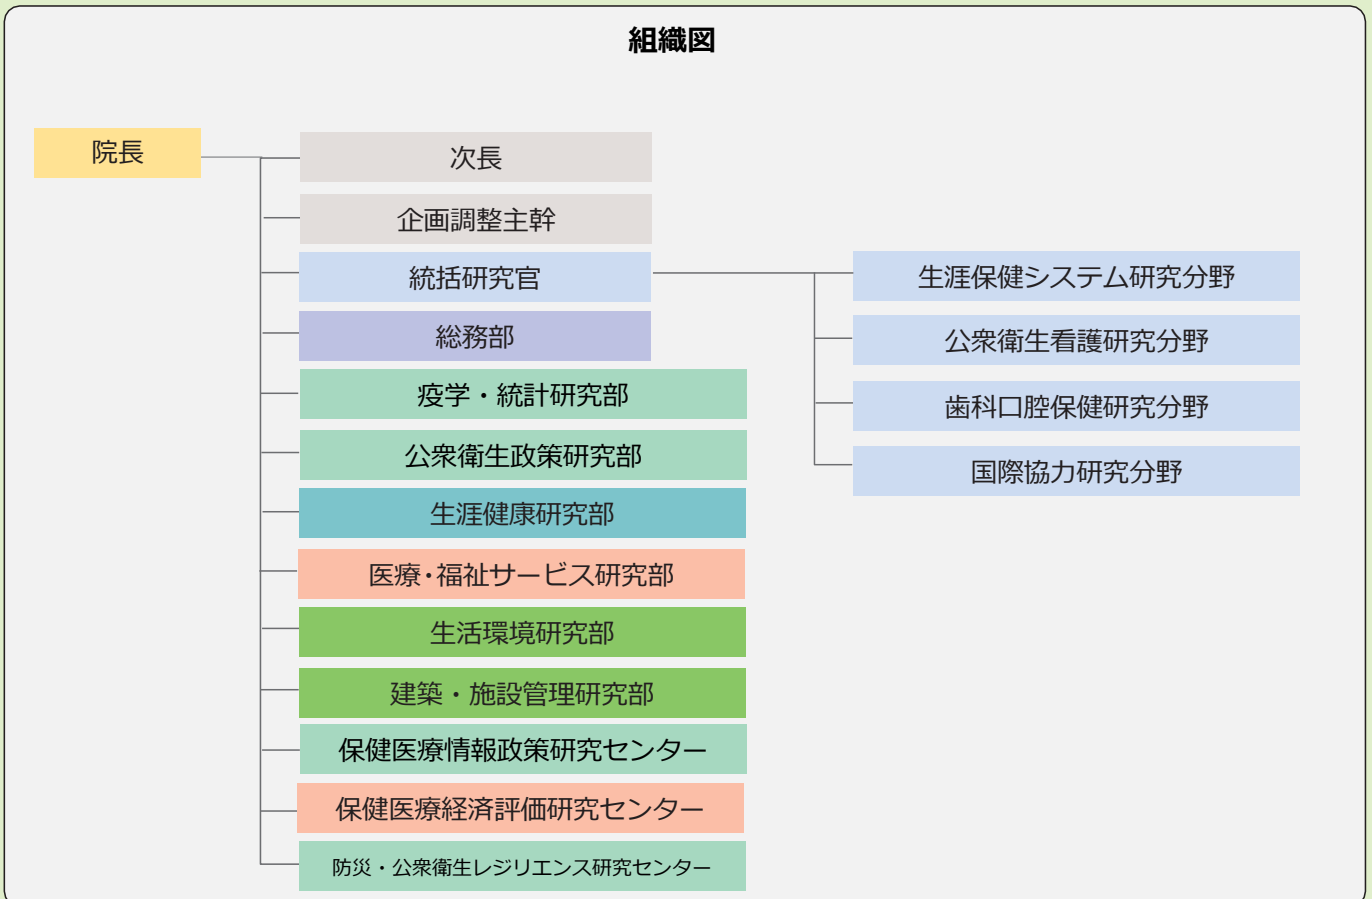 組織図
院長
次長
企画調整主幹
統括研究官
総務部
疫学・統計研究部
公衆衛生政策研究部
生涯健康研究部
医療・福祉サービス研究部
生活環境研究部
建築・施設管理研究部
保健医療情報政策研究センター
保健医療経済評価研究センター
防災・公衆衛生レジリエンス研究センター
生涯保健システム研究分野
公衆衛生看護研究分野
歯科口腔保健研究分野
国際協力研究分野